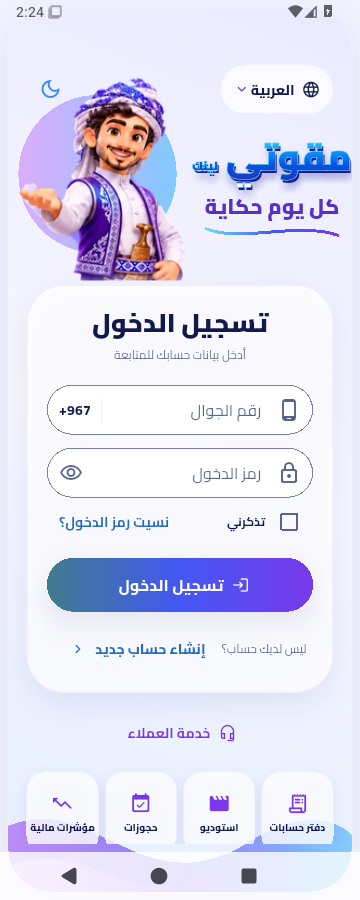 2:24
العربية
مقوتي لينك
كل يوم حكاية
تسجيل الدخول
أدخل بيانات حسابك للمتابعة
رقم الجوال
+967
رمز الدخول
تذكرني
نسيت رمز الدخول؟
تسجيل الدخول
ليس لديك حساب؟ إنشاء حساب جديد
خدمة العملاء
دفتر حسابات
استوديو
حجوزات
مؤشرات مالية